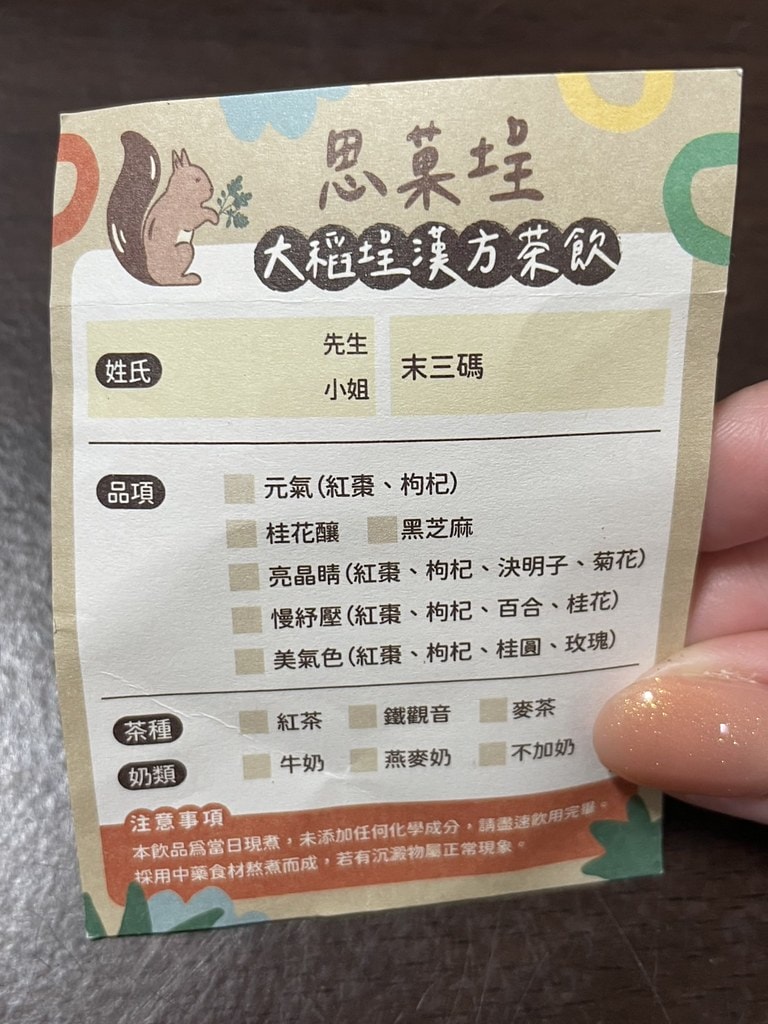 思菓埕
大稻埕漢方茶飲
姓氏 先生 小姐 末三碼
品項 元氣(紅棗、枸杞)
桂花釀 黑芝麻
亮晶睛(紅棗、枸杞、決明子、菊花)
慢紓壓(紅棗、枸杞、百合、桂花)
美氣色(紅棗、枸杞、桂圓、玫瑰)
茶種 紅茶 鐵觀音 麥茶
奶類 牛奶 燕麥奶 不加奶
注意事項
本飲品爲當日現煮，未添加任何化學成分，請盡速飲用完畢。
採用中藥食材熬煮而成，若有沉澱物屬正常現象。